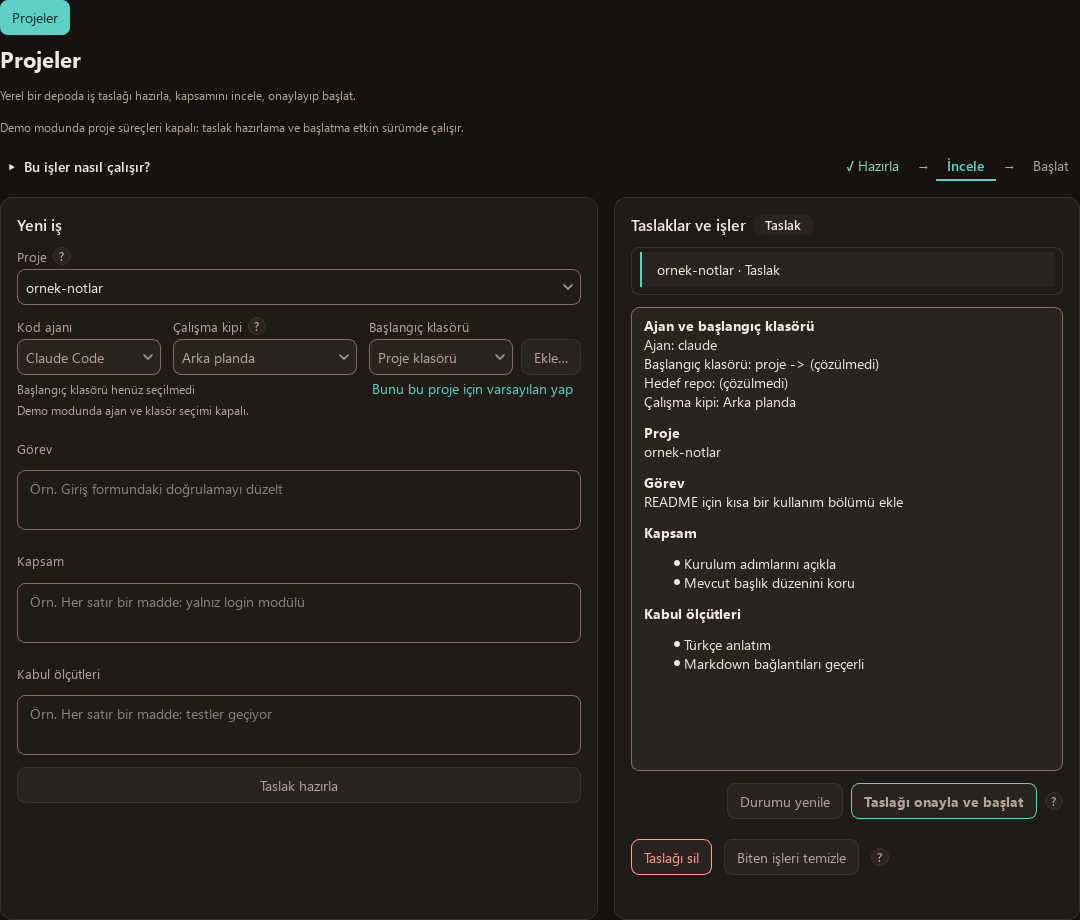 Projeler
Projeler
Yerel bir depoda iş taslağı hazırla, kapsamını incele, onaylayıp başlat.
Demo modunda proje süreçleri kapalı: taslak hazırlama ve başlatma etkin sürümde çalışır.
▸ Bu işler nasıl çalışır?
✓ Hazırla → İncele → Başlat
Yeni iş
Proje ?
ornek-notlar
Kod ajanı Çalışma kipi ? Başlangıç klasörü
Claude Code Arka planda Proje klasörü Ekle...
Başlangıç klasörü henüz seçilmedi Bunu bu proje için varsayılan yap
Demo modunda ajan ve klasör seçimi kapalı.
Görev
Örn. Giriş formundaki doğrulamayı düzelt
Kapsam
Örn. Her satır bir madde: yalnız login modülü
Kabul ölçütleri
Örn. Her satır bir madde: testler geçiyor
Taslak hazırla
Taslaklar ve işler Taslak
ornek-notlar · Taslak
Ajan ve başlangıç klasörü
Ajan: claude
Başlangıç klasörü: proje -> (çözülmedi)
Hedef repo: (çözülmedi)
Çalışma kipi: Arka planda
Proje
ornek-notlar
Görev
README için kısa bir kullanım bölümü ekle
Kapsam
• Kurulum adımlarını açıkla
• Mevcut başlık düzenini koru
Kabul ölçütleri
• Türkçe anlatım
• Markdown bağlantıları geçerli
Durumu yenile Taslağı onayla ve başlat ?
Taslağı sil Biten işleri temizle ?